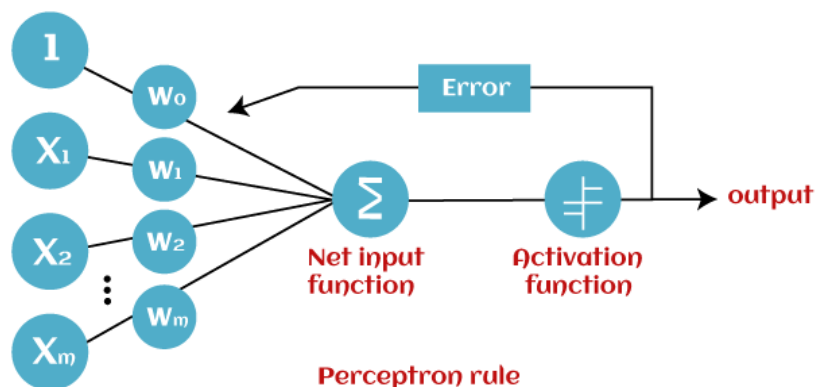 1
w₀
Error
X₁
w₁
Σ
output
X₂
w₂
Net input
function
Activation
function
Xₘ
wₘ
Perceptron rule